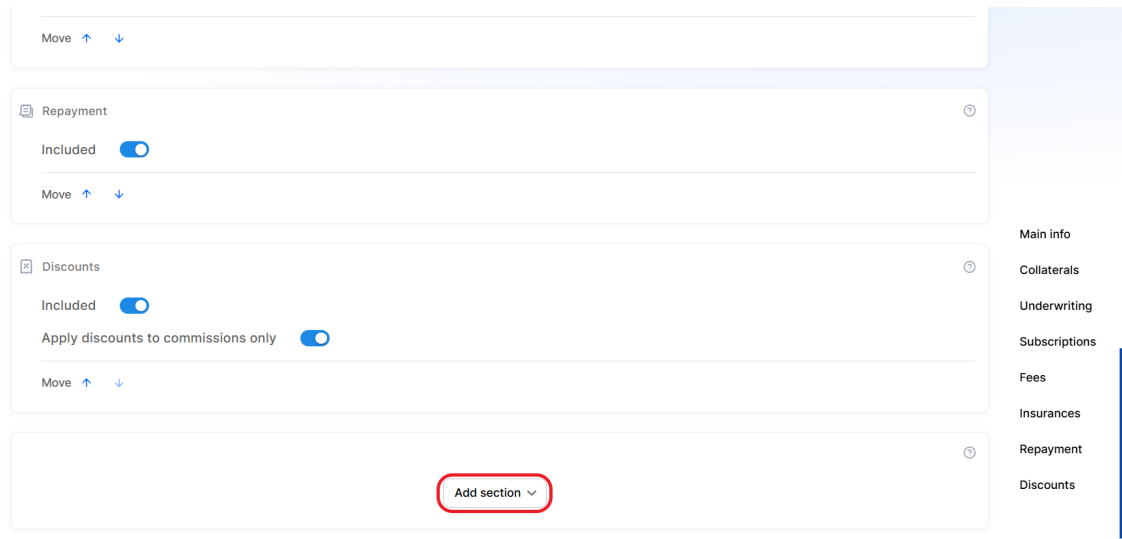 Move
Repayment
Included
Move
Discounts
Included
Apply discounts to commissions only
Move
Add section
Main info
Collaterals
Underwriting
Subscriptions
Fees
Insurances
Repayment
Discounts